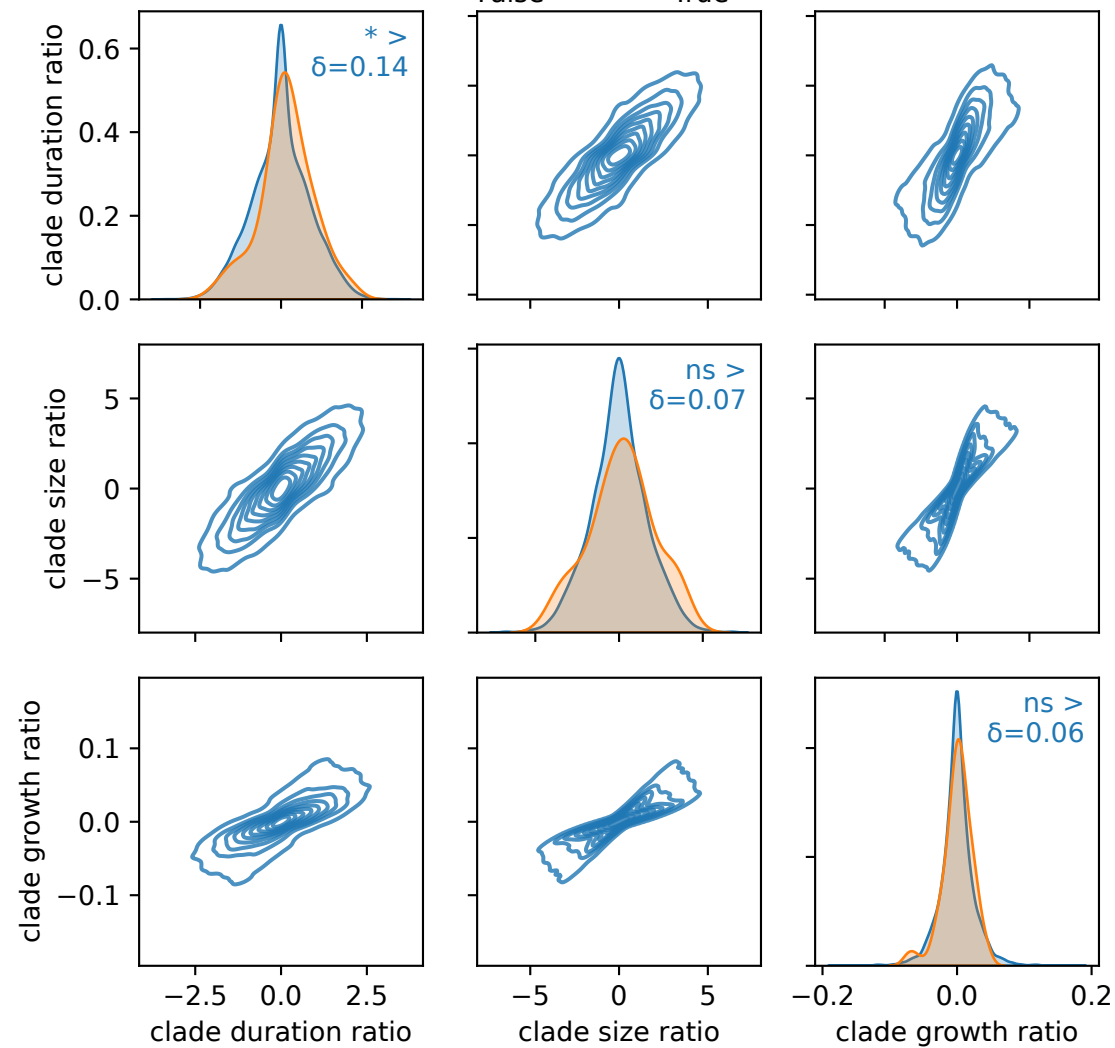 True
clade duration ratio
0.6
0.4
0.2
0.0
* >
δ=0.14
clade size ratio
5
0
−5
ns >
δ=0.07
clade growth ratio
0.1
0.0
−0.1
ns >
δ=0.06
−2.5 0.0 2.5
−5 0 5
−0.2 0.0 0.2
clade duration ratio
clade size ratio
clade growth ratio